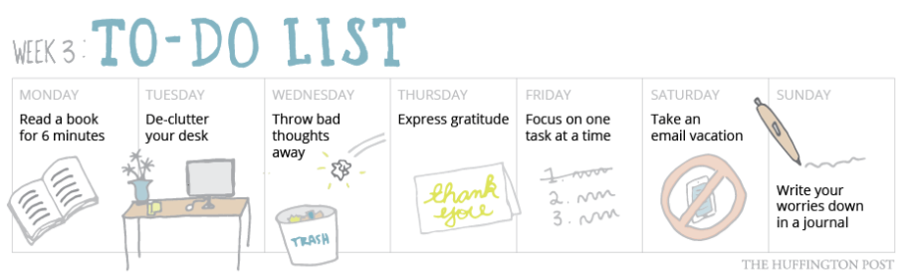 WEEK 3: TO-DO LIST
MONDAY
Read a book
for 6 minutes
TUESDAY
De-clutter
your desk
WEDNESDAY
Throw bad
thoughts
away
TRASH
THURSDAY
Express gratitude
thank
you
FRIDAY
Focus on one
task at a time
1.
2.
3.
SATURDAY
Take an
email vacation
SUNDAY
Write your
worries down
in a journal
THE HUFFINGTON POST